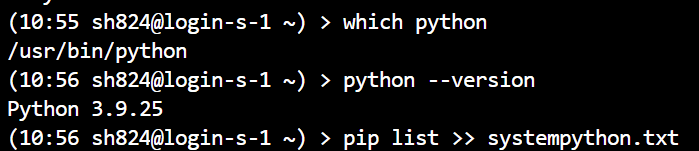 (10:55 sh824@login-s-1 ~) > which python
/usr/bin/python
(10:56 sh824@login-s-1 ~) > python --version
Python 3.9.25
(10:56 sh824@login-s-1 ~) > pip list >> systempython.txt